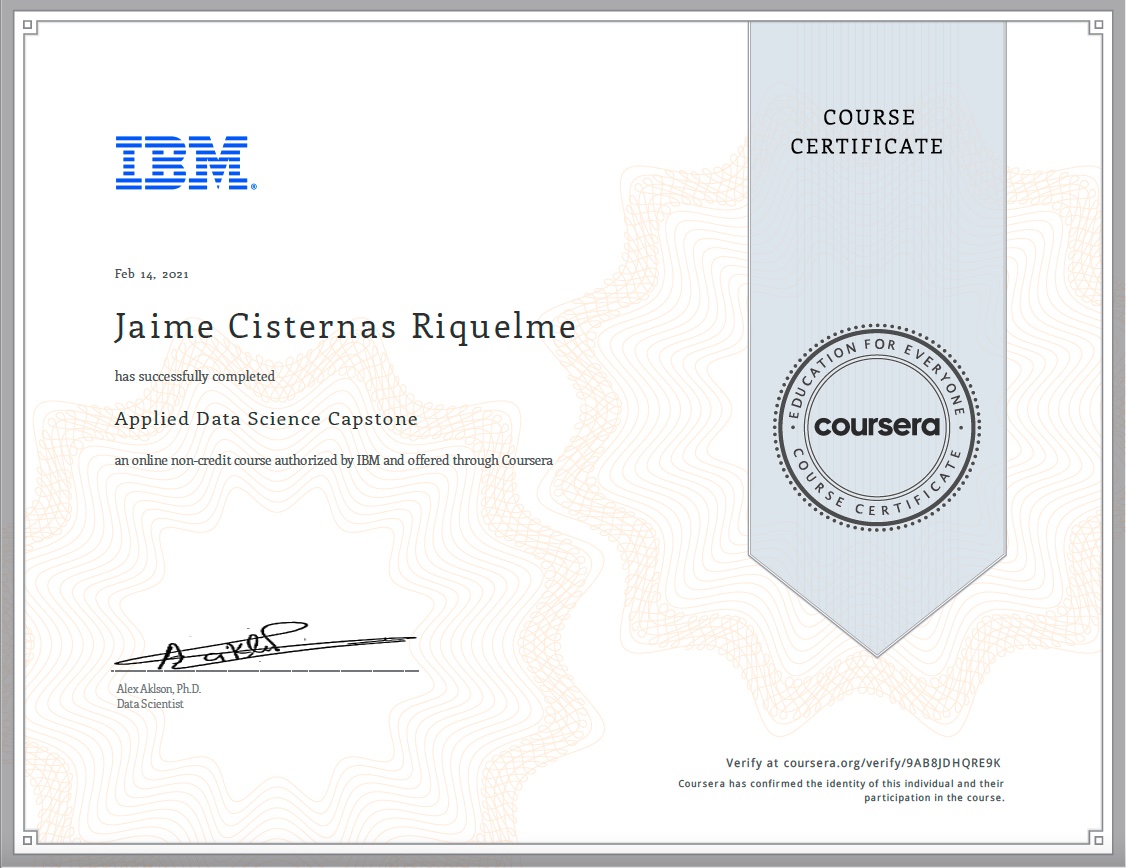 COURSE
CERTIFICATE
IBM®
Feb 14, 2021
Jaime Cisternas Riquelme
has successfully completed
Applied Data Science Capstone
an online non-credit course authorized by IBM and offered through Coursera
EDUCATION FOR EVERYONE
coursera
COURSE CERTIFICATE
Alex Aklson, Ph.D.
Data Scientist
Verify at coursera.org/verify/9AB8JDHQRE9K
Coursera has confirmed the identity of this individual and their
participation in the course.